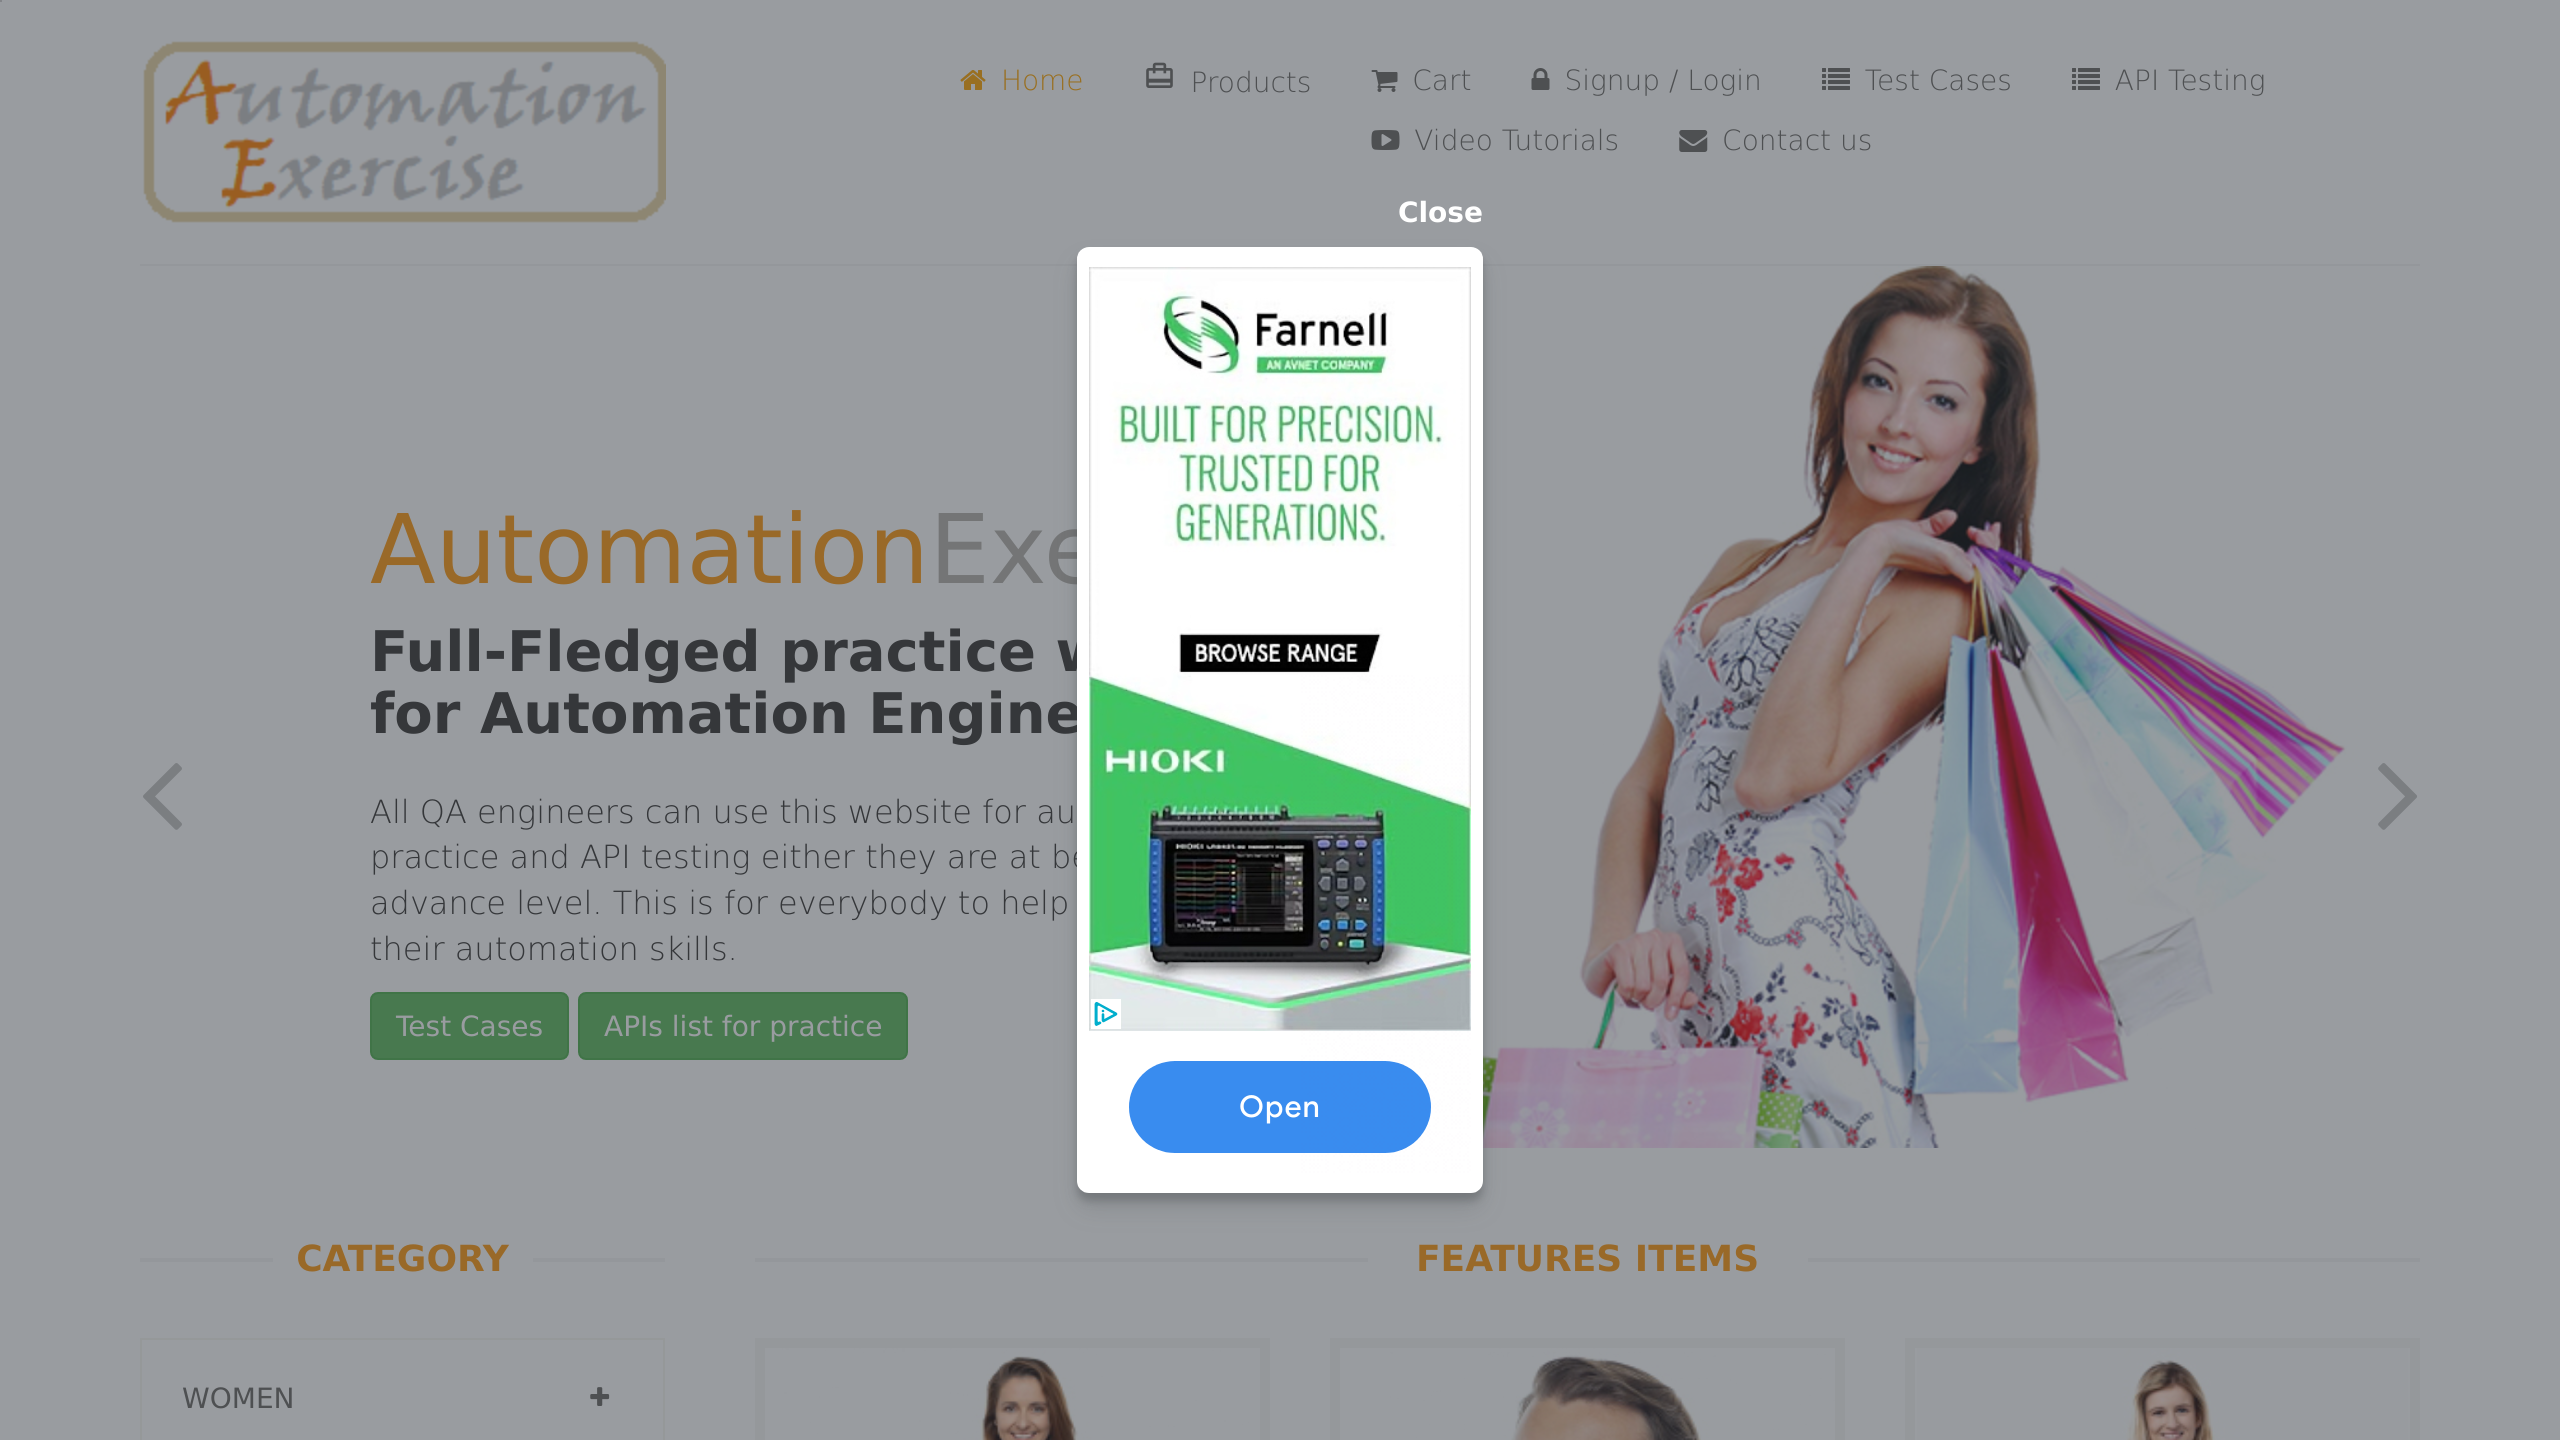 Automation
Exercise
Home
Products
Cart
Signup / Login
Test Cases
API Testing
Video Tutorials
Contact us
Close
Farnell
AN AVNET COMPANY
BUILT FOR PRECISION.
TRUSTED FOR
GENERATIONS.
BROWSE RANGE
HIOKI
HIOKI
Open
AutomationExe
Full-Fledged practice w
for Automation Engine
All QA engineers can use this website for au
practice and API testing either they are at be
advance level. This is for everybody to help
their automation skills.
Test Cases
APIs list for practice
CATEGORY
FEATURES ITEMS
WOMEN